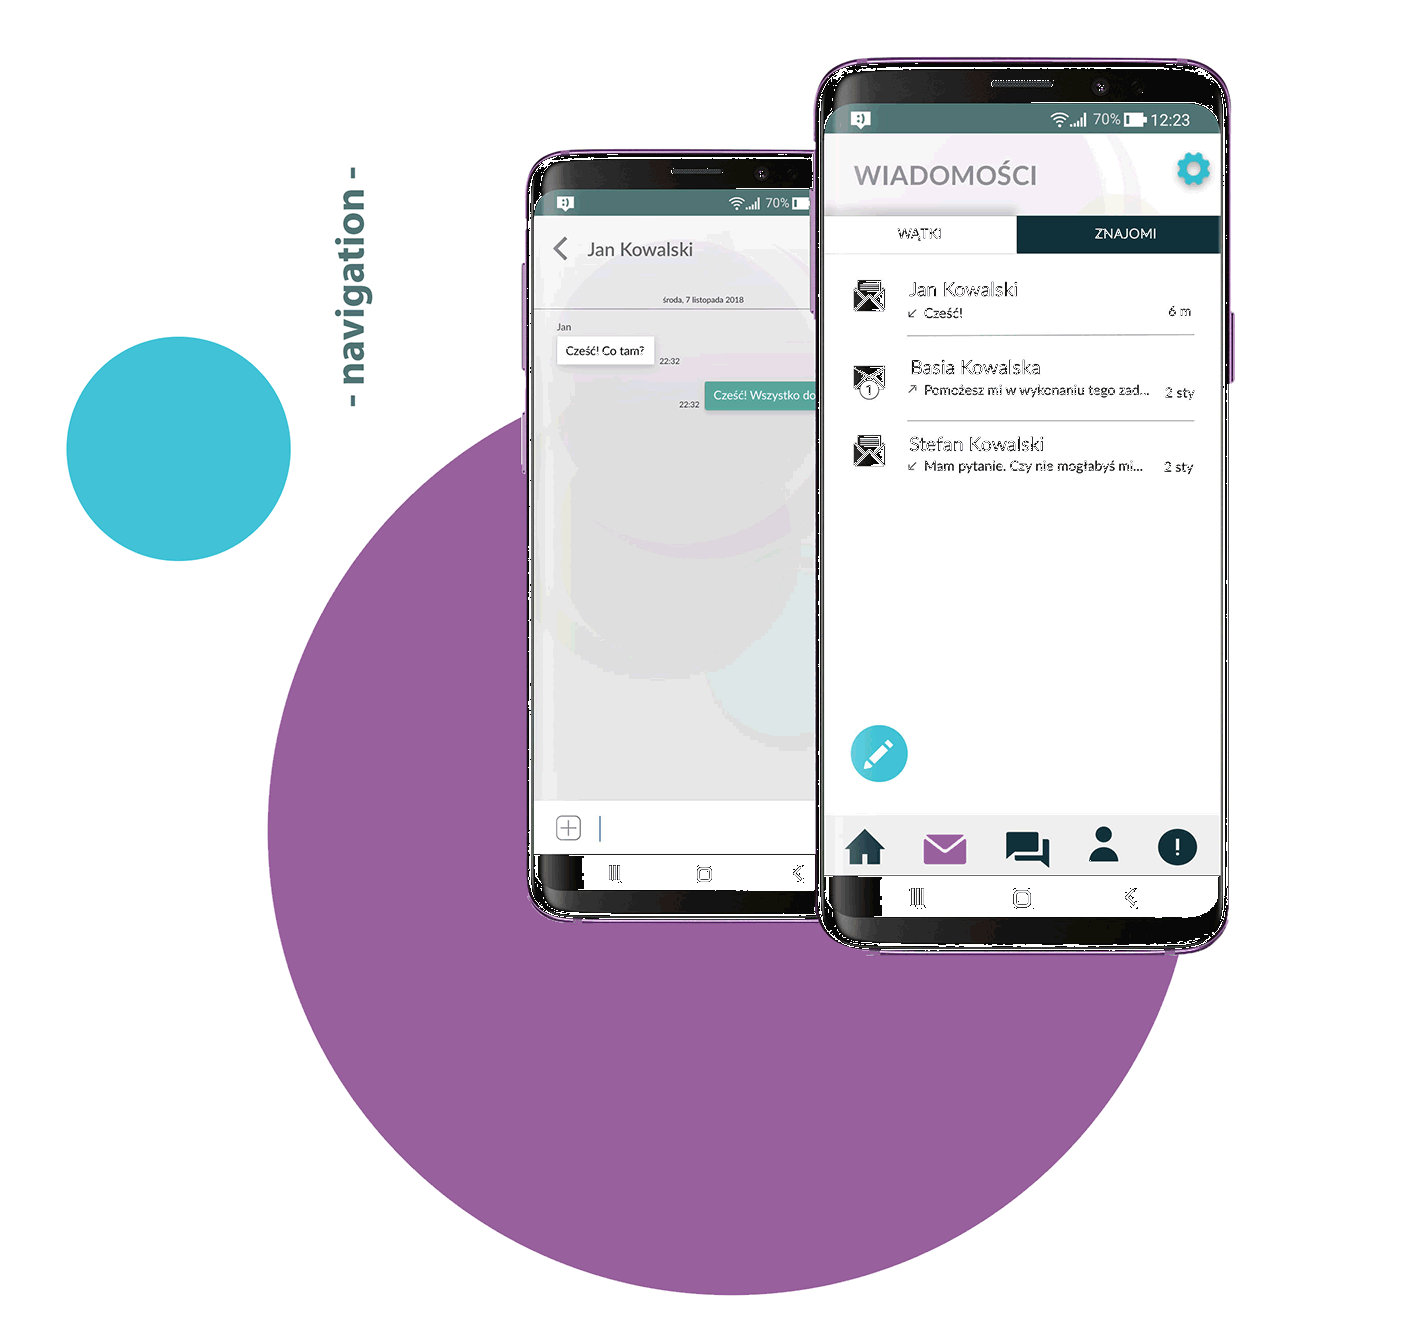 - navigation -
70%
Jan Kowalski
środa, 7 listopada 2018
Jan
Cześć! Co tam?
22:32
22:32
Cześć! Wszystko do
70% 12:23
WIADOMOŚCI
WĄTKI
ZNAJOMI
Jan Kowalski
Cześć!
6 m
Basia Kowalska
1
Pomożesz mi w wykonaniu tego zad...
2 sty
Stefan Kowalski
Mam pytanie. Czy nie mogłabyś mi...
2 sty